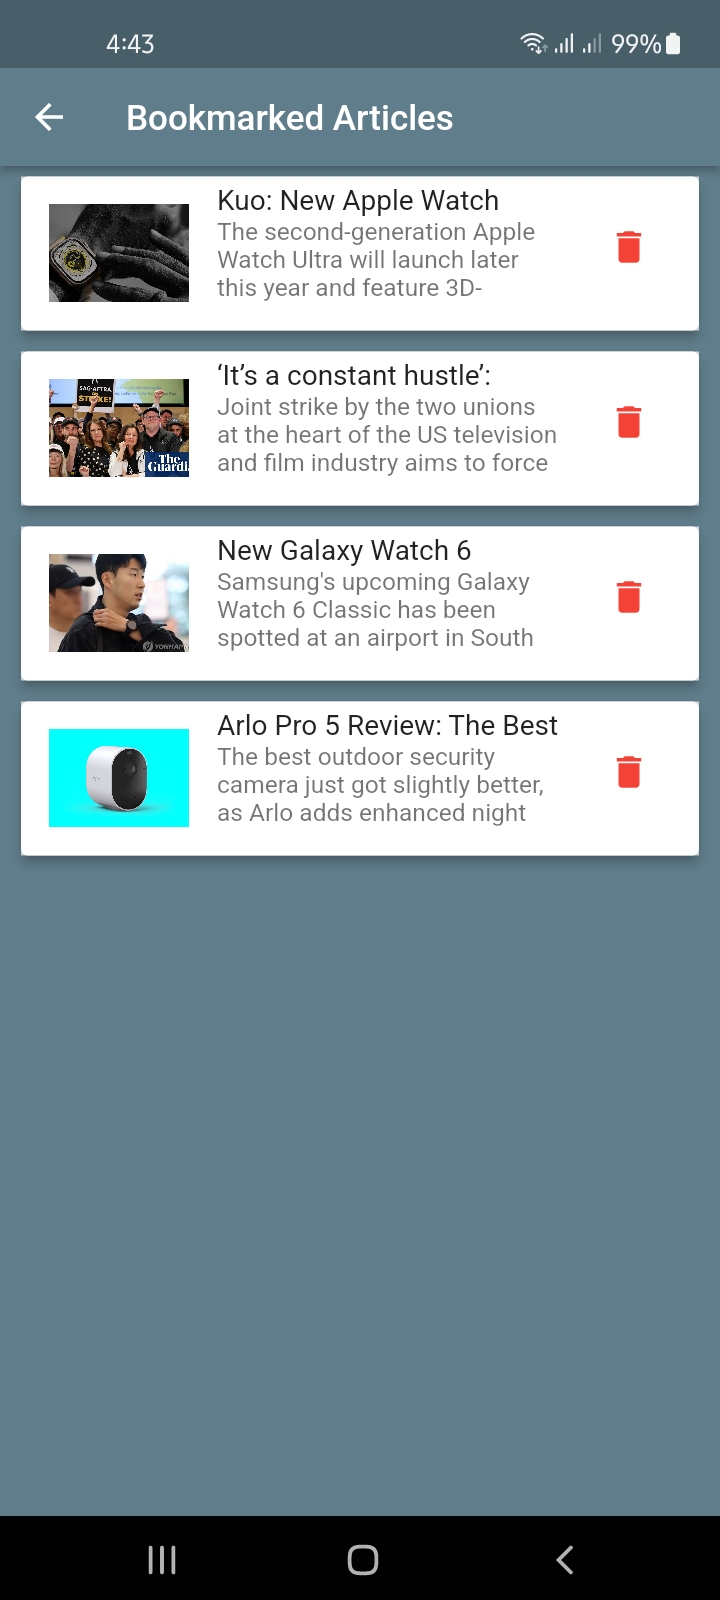 4:43
99%
Bookmarked Articles
Kuo: New Apple Watch
The second-generation Apple
Watch Ultra will launch later
this year and feature 3D-
SAG-AFTRA
STRIKE!
The
Guardi
‘It’s a constant hustle’:
Joint strike by the two unions
at the heart of the US television
and film industry aims to force
YONHAP
New Galaxy Watch 6
Samsung's upcoming Galaxy
Watch 6 Classic has been
spotted at an airport in South
Arlo Pro 5 Review: The Best
The best outdoor security
camera just got slightly better,
as Arlo adds enhanced night